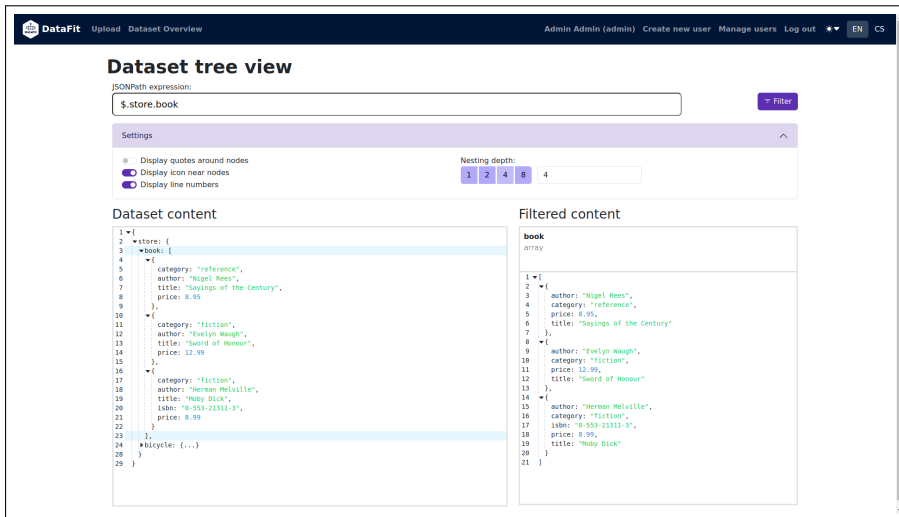 DataFit Upload Dataset Overview Admin Admin (admin) Create new user Manage users Log out EN CS
Dataset tree view
JSONPath expression:
$.store.book
Filter
Settings
Display quotes around nodes
Display icon near nodes
Display line numbers
Nesting depth:
1 2 4 8 4
Dataset content
1 {
2 store: {
3 book: [
4 {
5 category: "reference",
6 author: "Nigel Rees",
7 title: "Sayings of the Century",
8 price: 8.95
9 },
10 {
11 category: "fiction",
12 author: "Evelyn Waugh",
13 title: "Sword of Honour",
14 price: 12.99
15 },
16 {
17 category: "fiction",
18 author: "Herman Melville",
19 title: "Moby Dick",
20 isbn: "0-553-21311-3",
21 price: 8.99
22 }
23 ],
24 bicycle: {...}
28 }
29 }
Filtered content
book
array
1 [
2 {
3 author: "Nigel Rees",
4 category: "reference",
5 price: 8.95,
6 title: "Sayings of the Century"
7 },
8 {
9 author: "Evelyn Waugh",
10 category: "fiction",
11 price: 12.99,
12 title: "Sword of Honour"
13 },
14 {
15 author: "Herman Melville",
16 category: "fiction",
17 isbn: "0-553-21311-3",
18 price: 8.99,
19 title: "Moby Dick"
20 }
21 ]